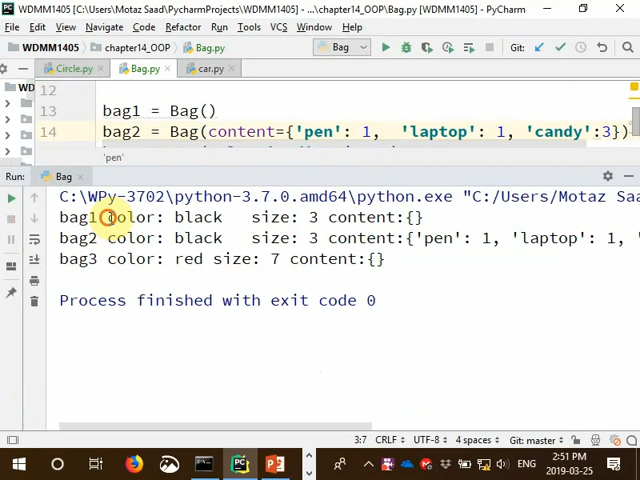 WDMM1405 [C:\Users\Motaz Saad\PycharmProjects\WDMM1405] - ...\chapter14_OOP\Bag.py [WDMM1405] - PyCharm
File Edit View Navigate Code Refactor Run Tools VCS Window Help
WDMM1405 chapter14_OOP Bag.py Bag Git:
WD Circle.py Bag.py car.py
12
13 bag1 = Bag()
14 bag2 = Bag(content={'pen': 1, 'laptop': 1, 'candy':3})
'pen'
Run: Bag
C:\WPy-3702\python-3.7.0.amd64\python.exe "C:/Users/Motaz Saa
bag1 color: black size: 3 content:{}
bag2 color: black size: 3 content:{'pen': 1, 'laptop': 1, '
bag3 color: red size: 7 content:{}
Process finished with exit code 0
3:7 CRLF UTF-8 4 spaces Git: master
ENG 2:51 PM 2019-03-25